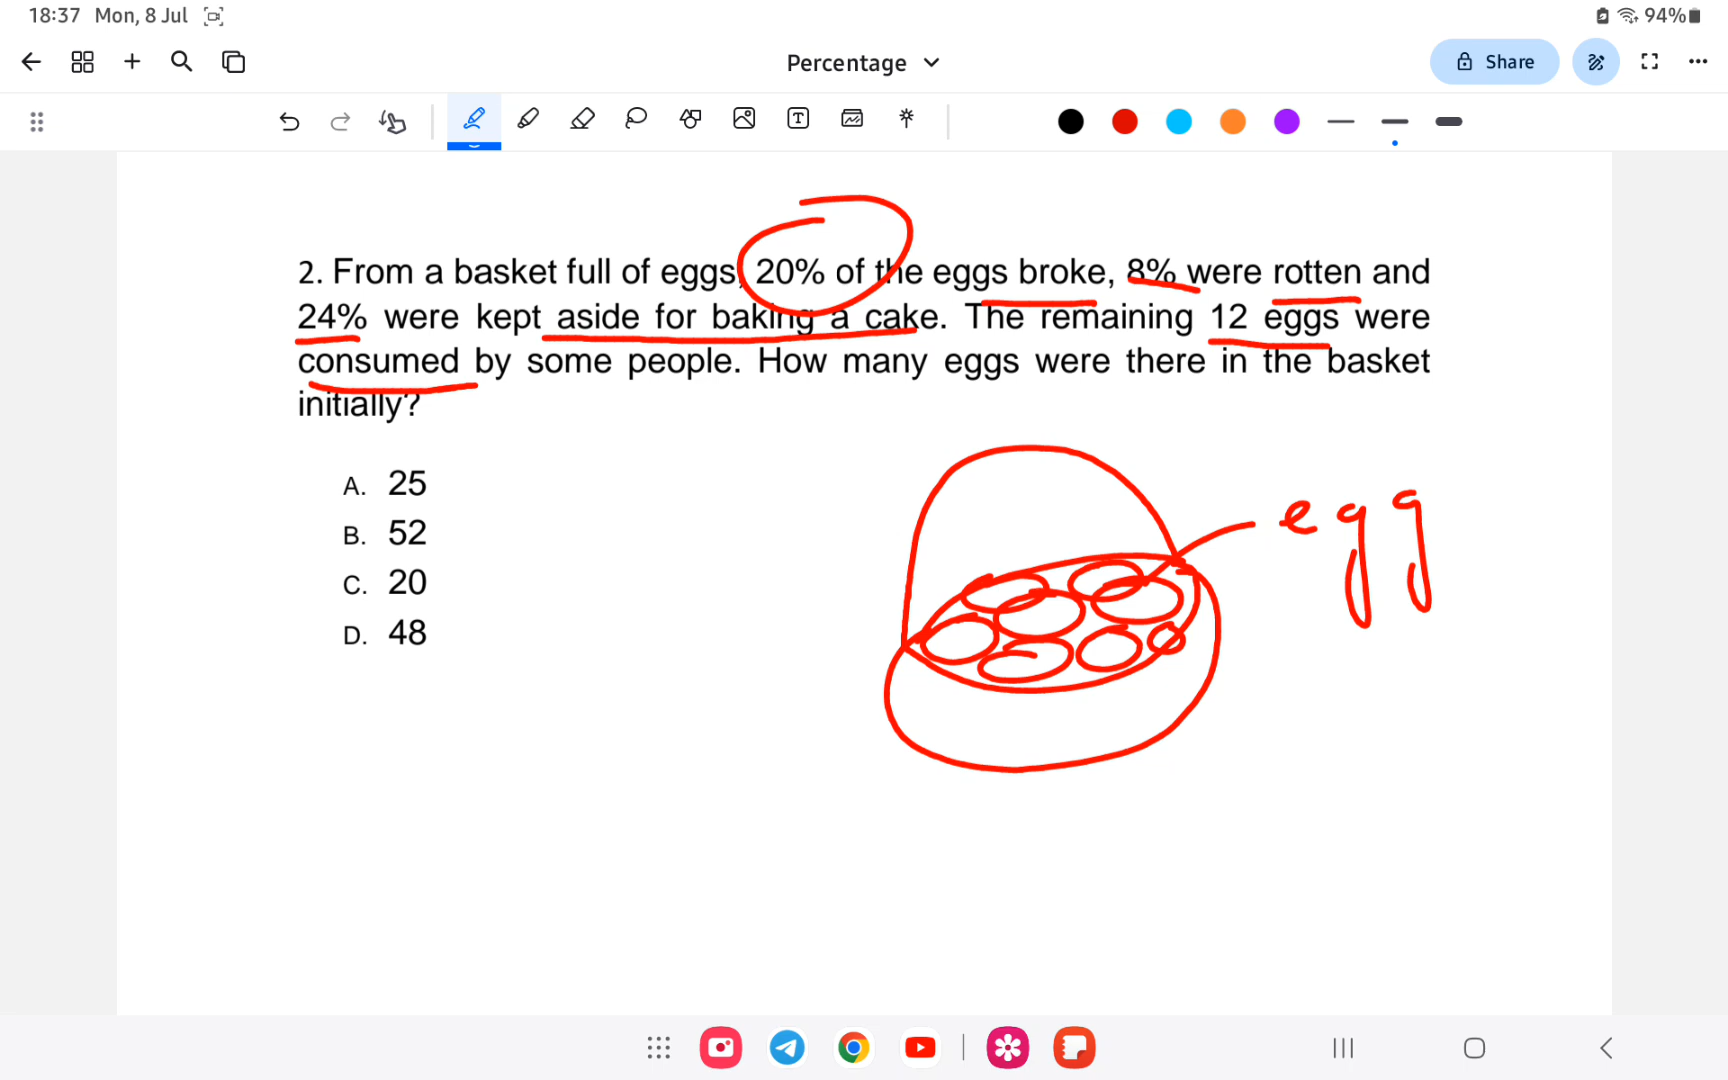 18:37 Mon, 8 Jul 94%
Percentage Share
2. From a basket full of eggs, 20% of the eggs broke, 8% were rotten and
24% were kept aside for baking a cake. The remaining 12 eggs were
consumed by some people. How many eggs were there in the basket
initially?
A. 25
B. 52
C. 20
D. 48
egg